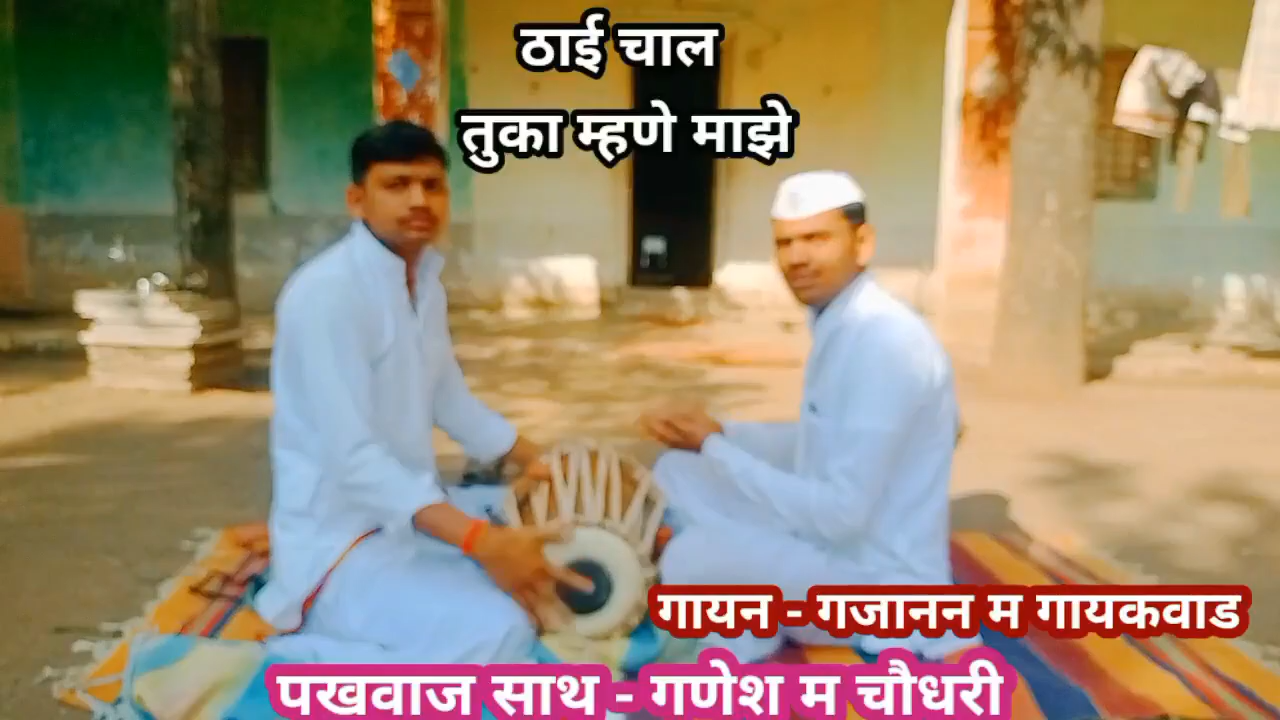 ठाई चाल
तुका म्हणे माझे
गायन - गजानन म गायकवाड
पखवाज साथ - गणेश म चौधरी